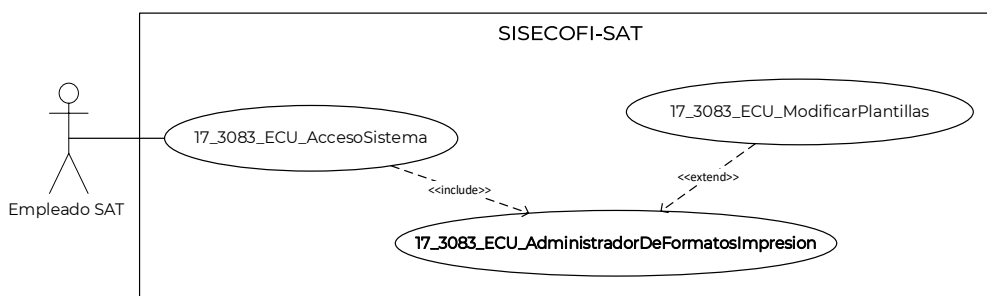 SISECOFI-SAT
17_3083_ECU_ModificarPlantillas
17_3083_ECU_AccesoSistema
<<extend>>
<<include>>
Empleado SAT
17_3083_ECU_AdministradorDeFormatosImpresion